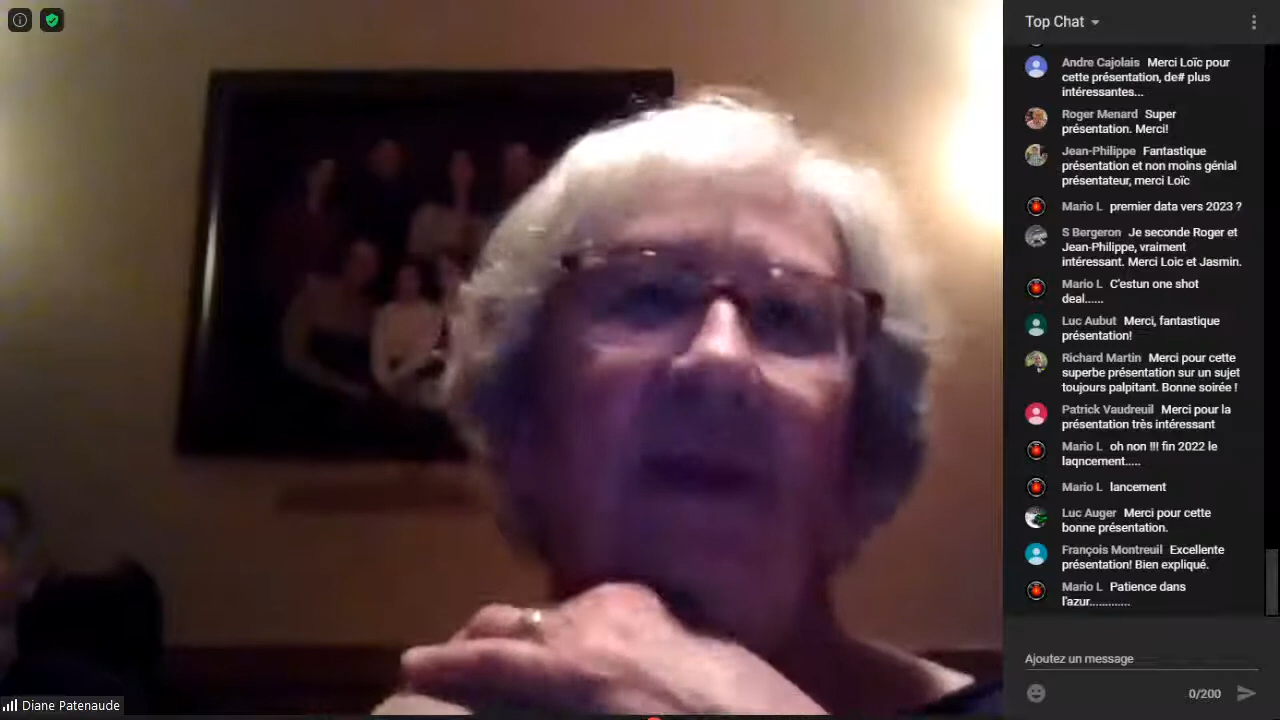 Top Chat
Andre Cajolais Merci Loïc pour
cette présentation, de# plus
intéressantes...
Roger Menard Super
présentation. Merci!
Jean-Philippe Fantastique
présentation et non moins génial
présentateur, merci Loïc
Mario L premier data vers 2023 ?
S Bergeron Je seconde Roger et
Jean-Philippe, vraiment
intéressant. Merci Loic et Jasmin.
Mario L C'estun one shot
deal......
Luc Aubut Merci, fantastique
présentation!
Richard Martin Merci pour cette
superbe présentation sur un sujet
toujours palpitant. Bonne soirée !
Patrick Vaudreuil Merci pour la
présentation très intéressant
Mario L oh non !!! fin 2022 le
laqncement.....
Mario L lancement
Luc Auger Merci pour cette
bonne présentation.
François Montreuil Excellente
présentation! Bien expliqué.
Mario L Patience dans
l'azur.............
Ajoutez un message
0/200
Diane Patenaude